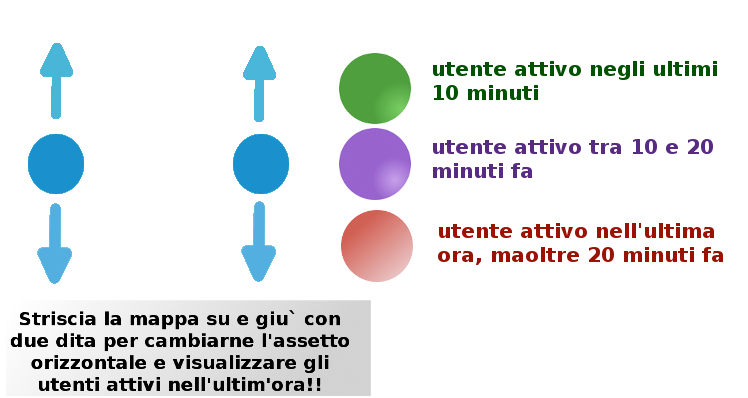 utente attivo negli ultimi
10 minuti
utente attivo tra 10 e 20
minuti fa
utente attivo nell'ultima
ora, maoltre 20 minuti fa
Striscia la mappa su e giu` con
due dita per cambiarne l'assetto
orizzontale e visualizzare gli
utenti attivi nell'ultim'ora!!